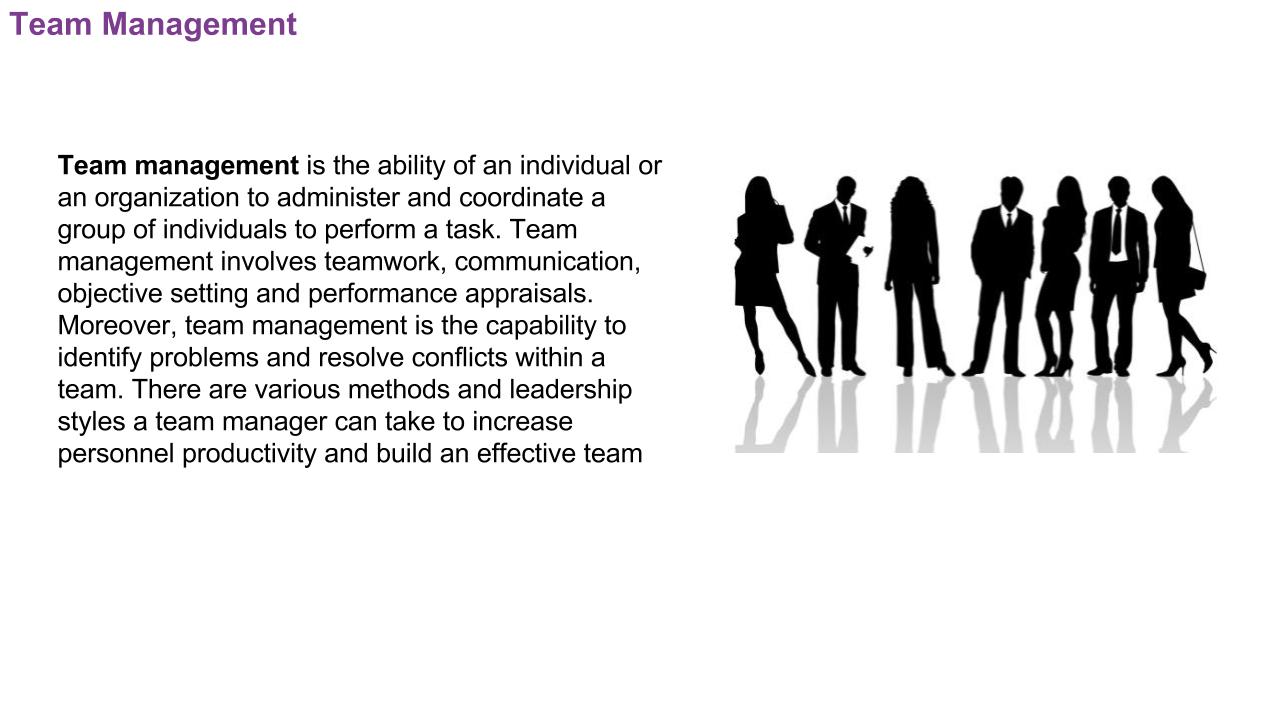 Team Management
Team management is the ability of an individual or
an organization to administer and coordinate a
group of individuals to perform a task. Team
management involves teamwork, communication,
objective setting and performance appraisals.
Moreover, team management is the capability to
identify problems and resolve conflicts within a
team. There are various methods and leadership
styles a team manager can take to increase
personnel productivity and build an effective team